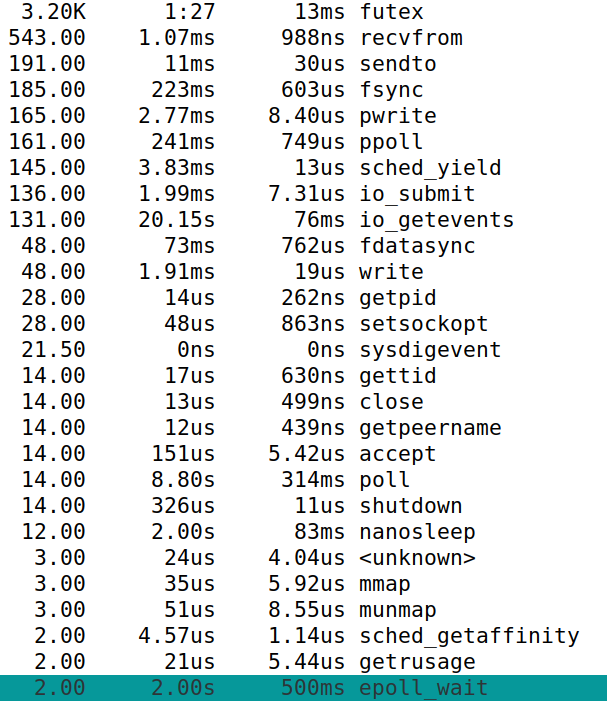 3.20K 1:27 13ms futex
543.00 1.07ms 988ns recvfrom
191.00 11ms 30us sendto
185.00 223ms 603us fsync
165.00 2.77ms 8.40us pwrite
161.00 241ms 749us ppoll
145.00 3.83ms 13us sched_yield
136.00 1.99ms 7.31us io_submit
131.00 20.15s 76ms io_getevents
48.00 73ms 762us fdatasync
48.00 1.91ms 19us write
28.00 14us 262ns getpid
28.00 48us 863ns setsockopt
21.50 0ns 0ns sysdigevent
14.00 17us 630ns gettid
14.00 13us 499ns close
14.00 12us 439ns getpeername
14.00 151us 5.42us accept
14.00 8.80s 314ms poll
14.00 326us 11us shutdown
12.00 2.00s 83ms nanosleep
3.00 24us 4.04us <unknown>
3.00 35us 5.92us mmap
3.00 51us 8.55us munmap
2.00 4.57us 1.14us sched_getaffinity
2.00 21us 5.44us getrusage
2.00 2.00s 500ms epoll_wait